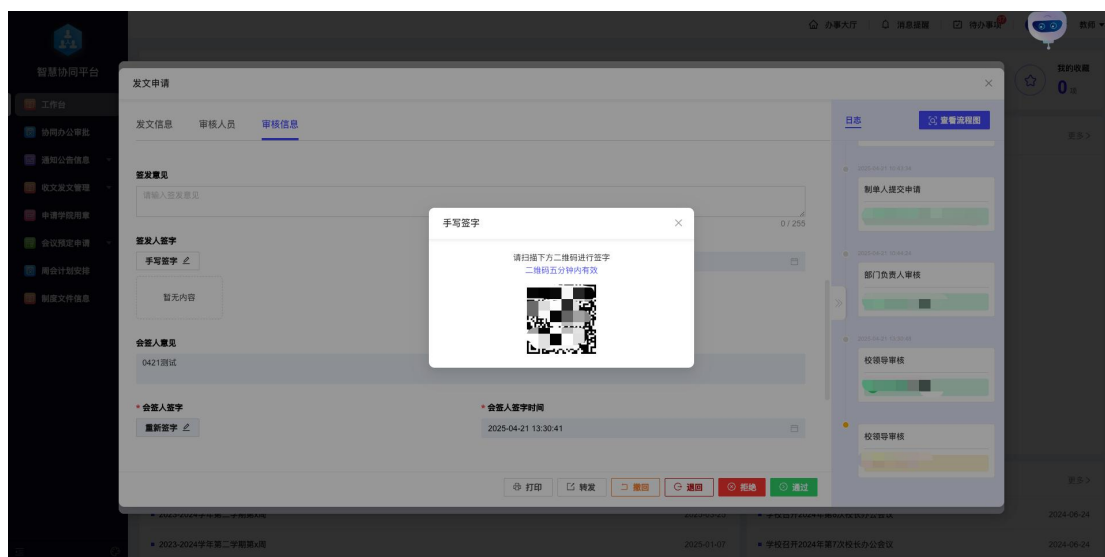 办事大厅 消息提醒 待办事项 教师
智慧协同平台
我的收藏
0
工作台
协同办公审批
通知公告信息
收文发文管理
申请学院用章
会议预定申请
周会计划安排
制度文件信息
更多 >
发文申请
发文信息 审核人员 审核信息
日志 查看流程图
签发意见
请输入签发意见
0 / 255
签发人签字
手写签字
暂无内容
会签人意见
0421测试
* 会签人签字
重新签字
* 会签人签字时间
2025-04-21 13:30:41
手写签字
请扫描下方二维码进行签字
二维码五分钟内有效
制单人提交申请
部门负责人审核
校领导审核
校领导审核
打印 转发 撤回 退回 拒绝 通过
更多 >
2024-06-24
2023-2024学年第二学期第x周 2025-01-07
学校召开2024年第7次校长办公会议 2024-06-24